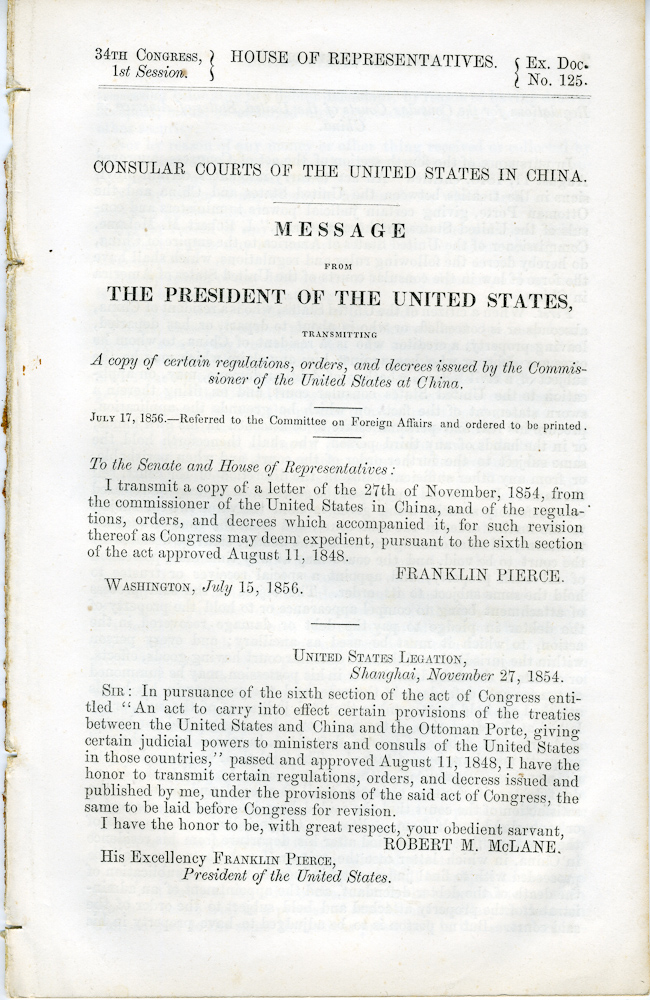 34TH CONGRESS, } HOUSE OF REPRESENTATIVES. { Ex. Doc.
1st Session. } { No. 125.
CONSULAR COURTS OF THE UNITED STATES IN CHINA.
MESSAGE
FROM
THE PRESIDENT OF THE UNITED STATES,
TRANSMITTING
A copy of certain regulations, orders, and decrees issued by the Commis-
sioner of the United States at China.
JULY 17, 1856.—Referred to the Committee on Foreign Affairs and ordered to be printed.
To the Senate and House of Representatives:
I transmit a copy of a letter of the 27th of November, 1854, from
the commissioner of the United States in China, and of the regula-
tions, orders, and decrees which accompanied it, for such revision
thereof as Congress may deem expedient, pursuant to the sixth section
of the act approved August 11, 1848.
FRANKLIN PIERCE.
WASHINGTON, July 15, 1856.
UNITED STATES LEGATION,
Shanghai, November 27, 1854.
SIR: In pursuance of the sixth section of the act of Congress enti-
tled "An act to carry into effect certain provisions of the treaties
between the United States and China and the Ottoman Porte, giving
certain judicial powers to ministers and consuls of the United States
in those countries," passed and approved August 11, 1848, I have the
honor to transmit certain regulations, orders, and decress issued and
published by me, under the provisions of the said act of Congress, the
same to be laid before Congress for revision.
I have the honor to be, with great respect, your obedient sarvant,
ROBERT M. McLANE.
His Excellency FRANKLIN PIERCE,
President of the United States.